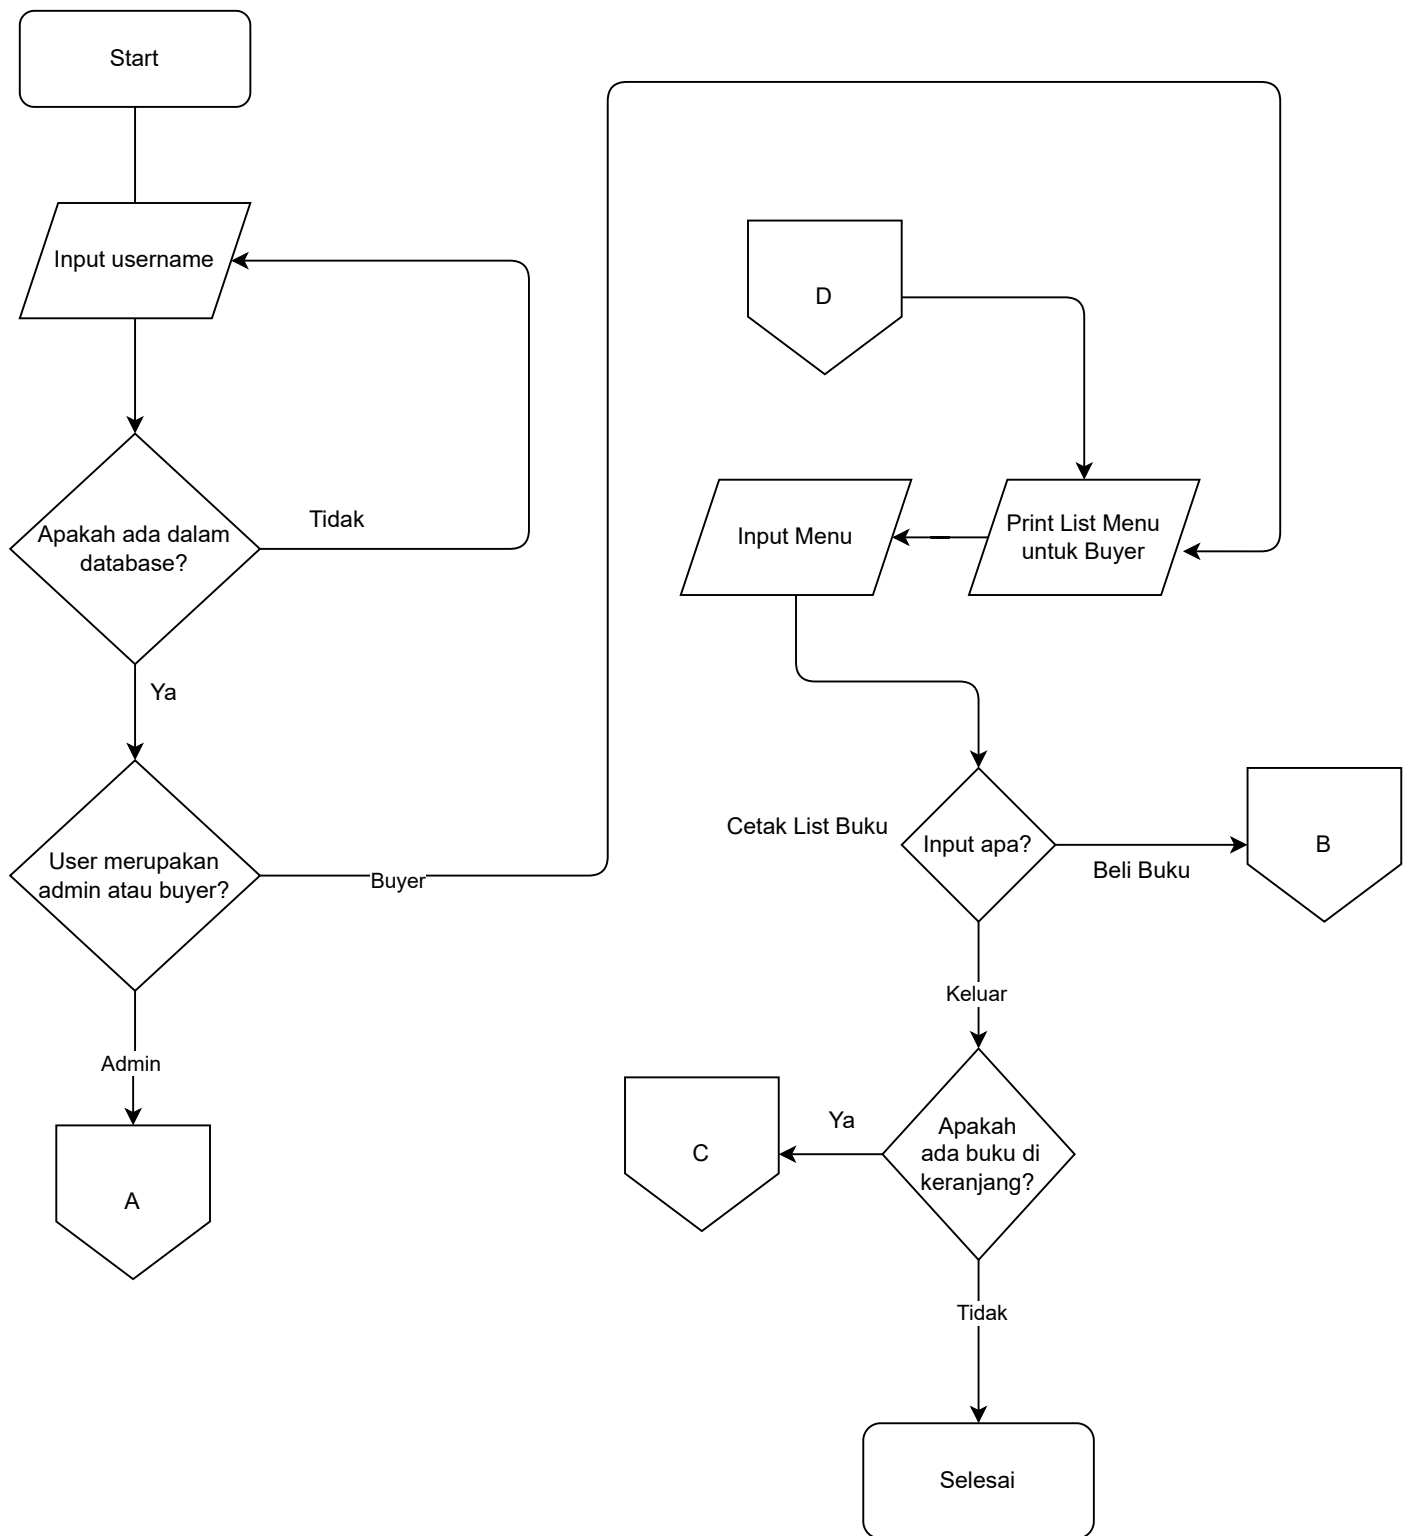 Start
Input username
Tidak
Apakah ada dalam
database?
Ya
User merupakan
admin atau buyer?
Buyer
Admin
A
D
Input Menu
Print List Menu
untuk Buyer
Cetak List Buku
Input apa?
Beli Buku
B
Keluar
Apakah
ada buku di
keranjang?
Ya
C
Tidak
Selesai